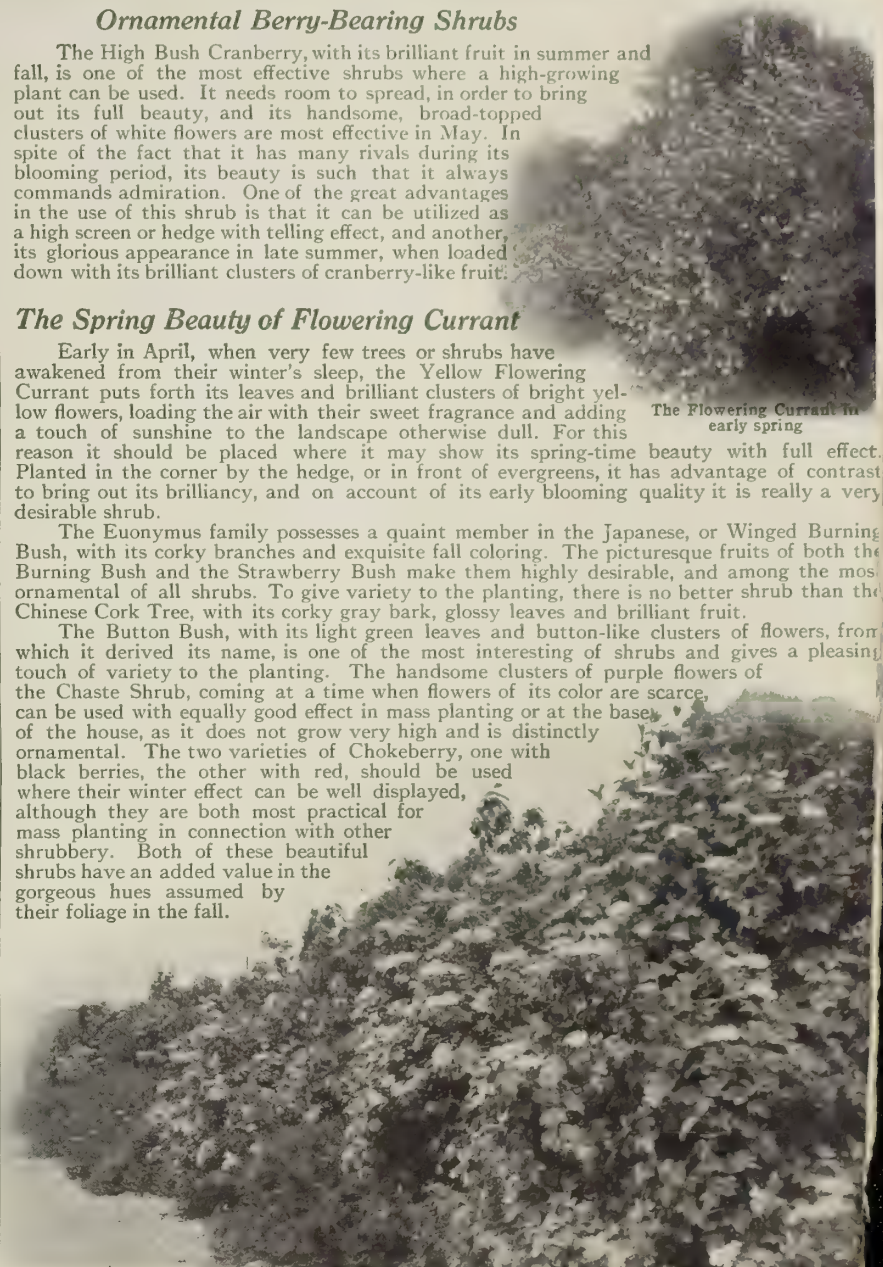 Ornamental Berry-Bearing Shrubs
The High Bush Cranberry, with its brilliant fruit in summer and
fall, is one of the most effective shrubs where a high-growing
plant can be used. It needs room to spread, in order to bring
out its full beauty, and its handsome, broad-topped
clusters of white flowers are most effective in May. In
spite of the fact that it has many rivals during its
blooming period, its beauty is such that it always
commands admiration. One of the great advantages
in the use of this shrub is that it can be utilized as
a high screen or hedge with telling effect, and another,
its glorious appearance in late summer, when loaded
down with its brilliant clusters of cranberry-like fruit.
The Spring Beauty of Flowering Currant
Early in April, when very few trees or shrubs have
awakened from their winter's sleep, the Yellow Flowering
Currant puts forth its leaves and brilliant clusters of bright yel-
low flowers, loading the air with their sweet fragrance and adding
a touch of sunshine to the landscape otherwise dull. For this
The Flowering Currant in
early spring
reason it should be placed where it may show its spring-time beauty with full effect.
Planted in the corner by the hedge, or in front of evergreens, it has advantage of contrast
to bring out its brilliancy, and on account of its early blooming quality it is really a very
desirable shrub.
The Euonymus family possesses a quaint member in the Japanese, or Winged Burning
Bush, with its corky branches and exquisite fall coloring. The picturesque fruits of both the
Burning Bush and the Strawberry Bush make them highly desirable, and among the mos
ornamental of all shrubs. To give variety to the planting, there is no better shrub than the
Chinese Cork Tree, with its corky gray bark, glossy leaves and brilliant fruit.
The Button Bush, with its light green leaves and button-like clusters of flowers, from
which it derived its name, is one of the most interesting of shrubs and gives a pleasing
touch of variety to the planting. The handsome clusters of purple flowers of
the Chaste Shrub, coming at a time when flowers of its color are scarce,
can be used with equally good effect in mass planting or at the base
of the house, as it does not grow very high and is distinctly
ornamental. The two varieties of Chokeberry, one with
black berries, the other with red, should be used
where their winter effect can be well displayed,
although they are both most practical for
mass planting in connection with other
shrubbery. Both of these beautiful
shrubs have an added value in the
gorgeous hues assumed by
their foliage in the fall.